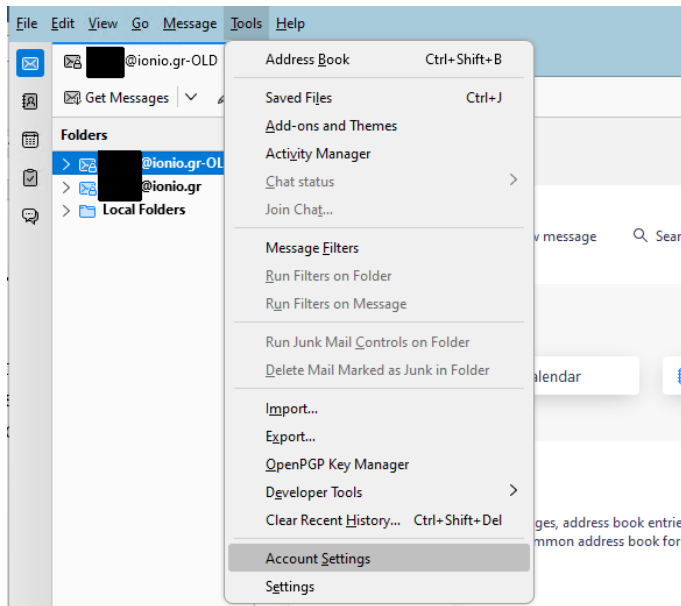 File Edit View Go Message Tools Help
@ionio.gr-OLD
Get Messages
Folders
@ionio.gr-OL
@ionio.gr
Local Folders
Address Book Ctrl+Shift+B
Saved Files Ctrl+J
Add-ons and Themes
Activity Manager
Chat status
Join Chat...
Message Filters
Run Filters on Folder
Run Filters on Message
Run Junk Mail Controls on Folder
Delete Mail Marked as Junk in Folder
Import...
Export...
OpenPGP Key Manager
Developer Tools
Clear Recent History... Ctrl+Shift+Del
Account Settings
Settings
message Sear
alendar
ges, address book entrie
mmon address book for